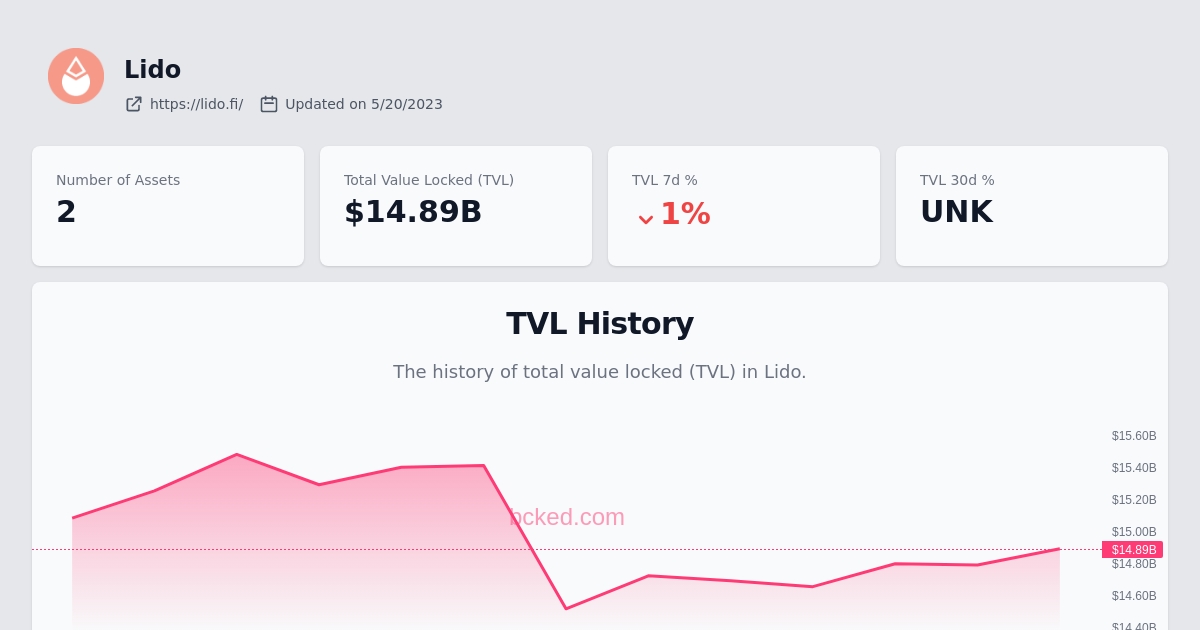 Lido
https://lido.fi/ Updated on 5/20/2023
Number of Assets
2
Total Value Locked (TVL)
$14.89B
TVL 7d %
1%
TVL 30d %
UNK
TVL History
The history of total value locked (TVL) in Lido.
$15.60B
$15.40B
$15.20B
ocked.com
$15.00B
$14.89B
$14.80B
$14.60B
$14.40B